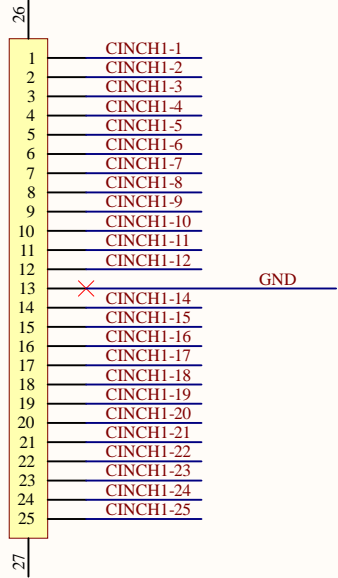 26
1 CINCH1-1
2 CINCH1-2
3 CINCH1-3
4 CINCH1-4
5 CINCH1-5
6 CINCH1-6
7 CINCH1-7
8 CINCH1-8
9 CINCH1-9
10 CINCH1-10
11 CINCH1-11
12 CINCH1-12
13 GND
14 CINCH1-14
15 CINCH1-15
16 CINCH1-16
17 CINCH1-17
18 CINCH1-18
19 CINCH1-19
20 CINCH1-20
21 CINCH1-21
22 CINCH1-22
23 CINCH1-23
24 CINCH1-24
25 CINCH1-25
27